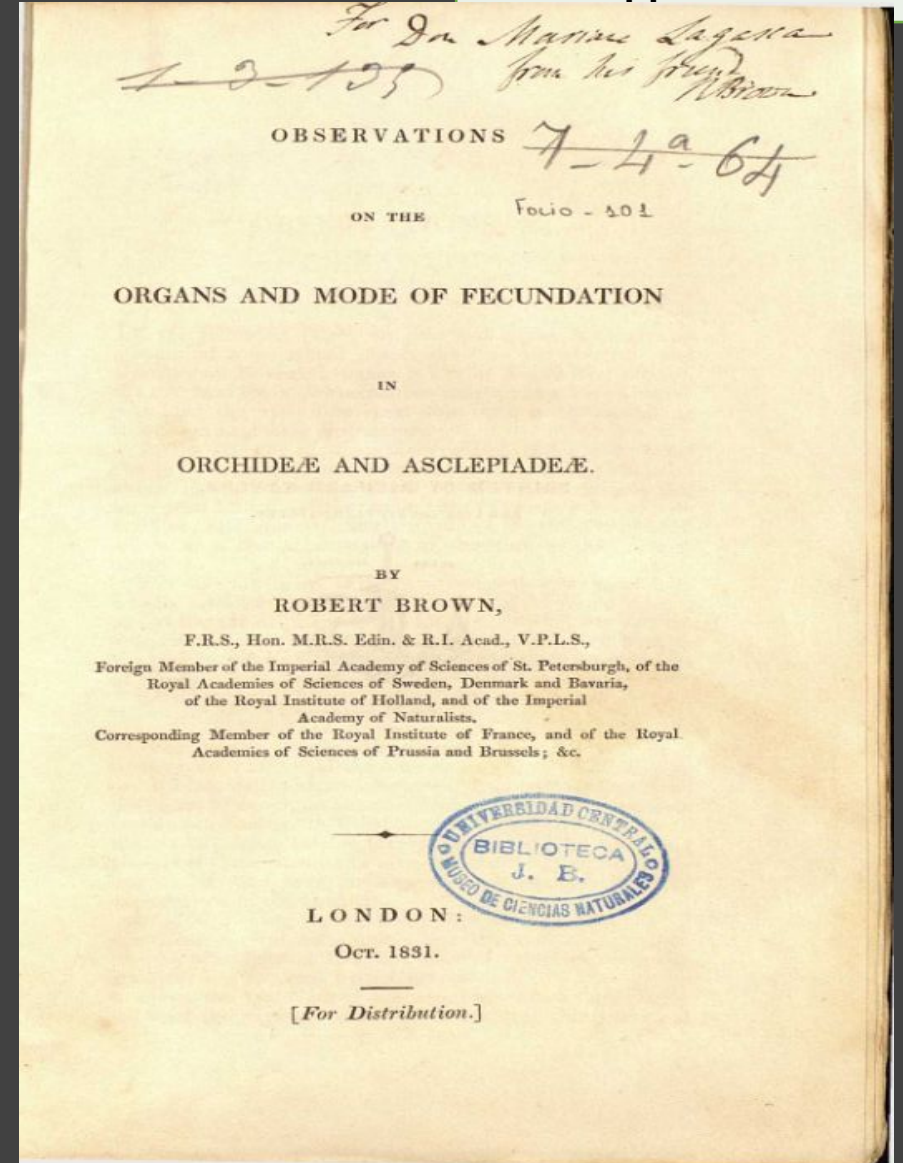 For Don Mariano Lagasca
from his friend
RBrown
1-3-135
OBSERVATIONS
7-4a-64
ON THE
Folio - 101
ORGANS AND MODE OF FECUNDATION
IN
ORCHIDEÆ AND ASCLEPIADEÆ.
BY
ROBERT BROWN,
F.R.S., Hon. M.R.S. Edin. & R.I. Acad., V.P.L.S.,
Foreign Member of the Imperial Academy of Sciences of St. Petersburgh, of the
Royal Academies of Sciences of Sweden, Denmark and Bavaria,
of the Royal Institute of Holland, and of the Imperial
Academy of Naturalists.
Corresponding Member of the Royal Institute of France, and of the Royal
Academies of Sciences of Prussia and Brussels; &c.
UNIVERSIDAD CENTRAL
BIBLIOTECA
J. B.
MUSEO DE CIENCIAS NATURALES
LONDON:
Oct. 1831.
[For Distribution.]